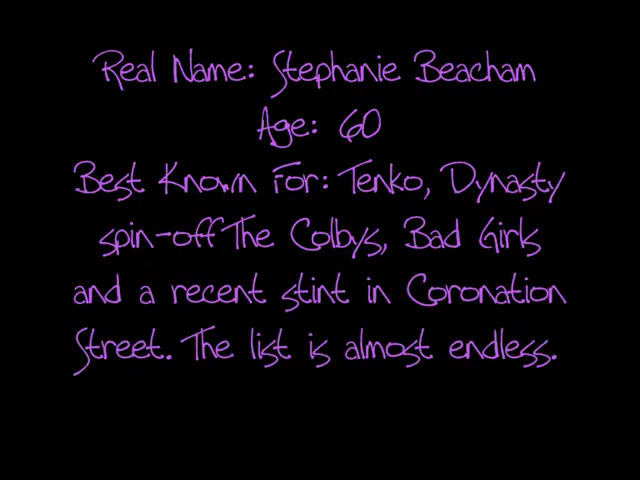 Real Name: Stephanie Beacham
Age: 60
Best Known For: Tenko, Dynasty
spin-off The Colbys, Bad Girls
and a recent stint in Coronation
Street. The list is almost endless.